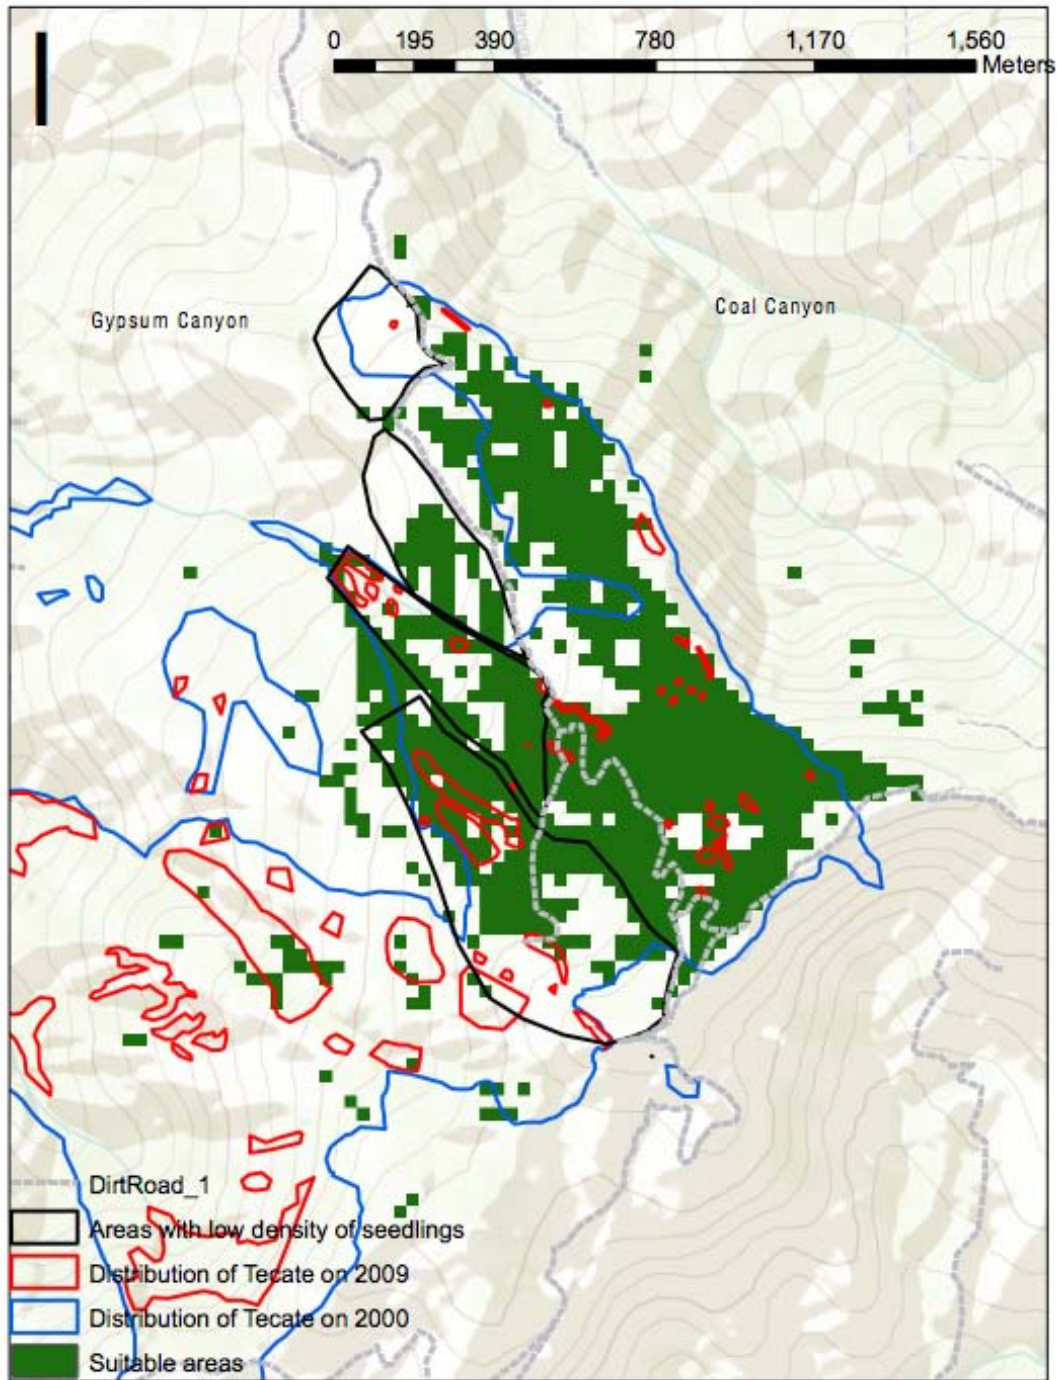 0 195 390 780 1,170 1,560
Meters
Gypsum Canyon
Coal Canyon
DirtRoad_1
Areas with low density of seedlings
Distribution of Tecate on 2009
Distribution of Tecate on 2000
Suitable areas